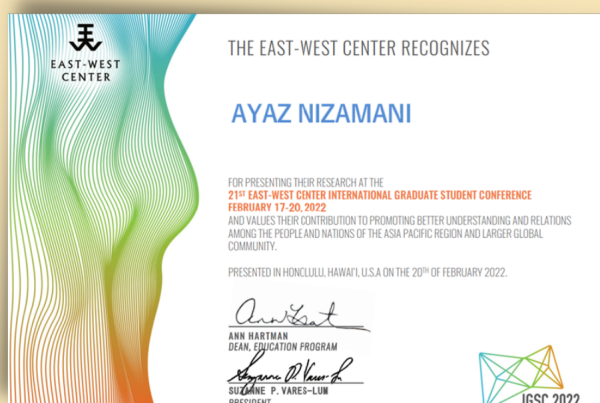 EAST-WEST
CENTER
THE EAST-WEST CENTER RECOGNIZES
AYAZ NIZAMANI
FOR PRESENTING THEIR RESEARCH AT THE
21ST EAST-WEST CENTER INTERNATIONAL GRADUATE STUDENT CONFERENCE
FEBRUARY 17-20, 2022
AND VALUES THEIR CONTRIBUTION TO PROMOTING BETTER UNDERSTANDING AND RELATIONS
AMONG THE PEOPLE AND NATIONS OF THE ASIA PACIFIC REGION AND LARGER GLOBAL
COMMUNITY.
PRESENTED IN HONOLULU, HAWAI'I, U.S.A ON THE 20TH OF FEBRUARY 2022.
ANN HARTMAN
DEAN, EDUCATION PROGRAM
SUZANNE P. VARES-LUM
PRESIDENT
IGSC 2022